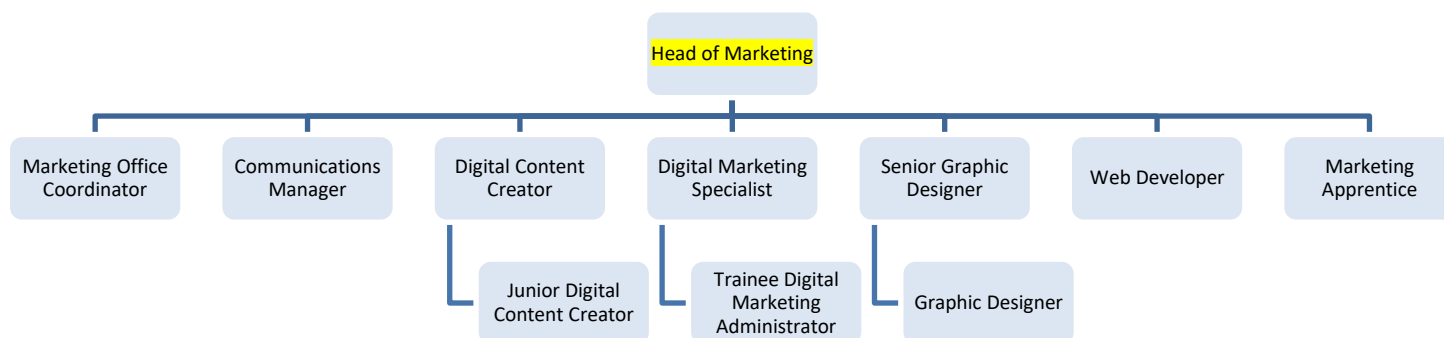 Head of Marketing
Marketing Office
Coordinator
Communications
Manager
Digital Content
Creator
Digital Marketing
Specialist
Senior Graphic
Designer
Web Developer
Marketing
Apprentice
Junior Digital
Content Creator
Trainee Digital
Marketing
Administrator
Graphic Designer